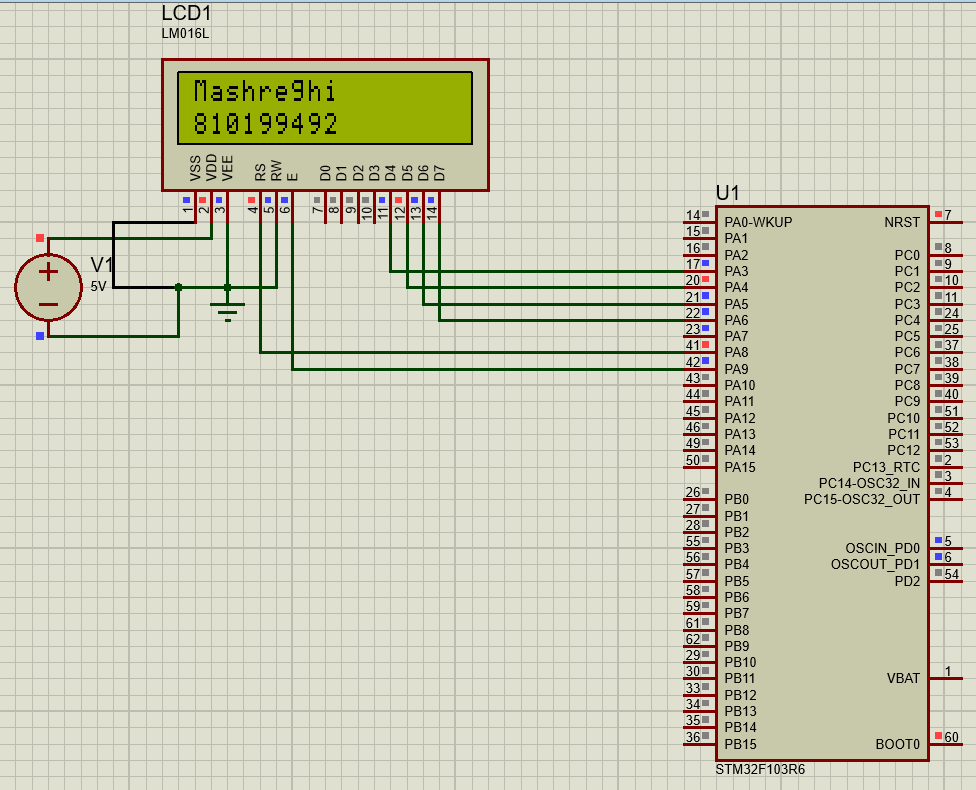 LCD1
LM016L
Mashreghi
810199492
VSS VDD VEE RS RW E D0 D1 D2 D3 D4 D5 D6 D7
1 2 3 4 5 6 7 8 9 10 11 12 13 14
V1
5V
U1
14 PA0-WKUP NRST 7
15 PA1
16 PA2 PC0 8
17 PA3 PC1 9
20 PA4 PC2 10
21 PA5 PC3 11
22 PA6 PC4 24
23 PA7 PC5 25
41 PA8 PC6 37
42 PA9 PC7 38
43 PA10 PC8 39
44 PA11 PC9 40
45 PA12 PC10 51
46 PA13 PC11 52
49 PA14 PC12 53
50 PA15 PC13_RTC 2
PC14-OSC32_IN 3
26 PB0 PC15-OSC32_OUT 4
27 PB1
28 PB2
55 PB3 OSCIN_PD0 5
56 PB4 OSCOUT_PD1 6
57 PB5 PD2 54
58 PB6
59 PB7
61 PB8
62 PB9
29 PB10
30 PB11 VBAT 1
33 PB12
34 PB13
35 PB14
36 PB15 BOOT0 60
STM32F103R6